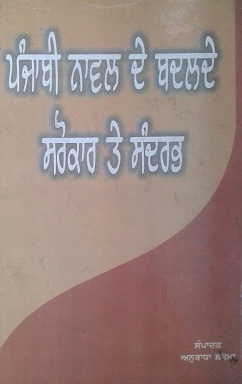 ਪੰਜਾਬੀ ਨਾਵਲ ਦੇ ਬਦਲਦੇ
ਸਰੋਕਾਰ ਤੇ ਸੰਦਰਭ
ਸੰਪਾਦਕ
ਅਨੁਰਾਧਾ ਸ਼ਰਮਾ